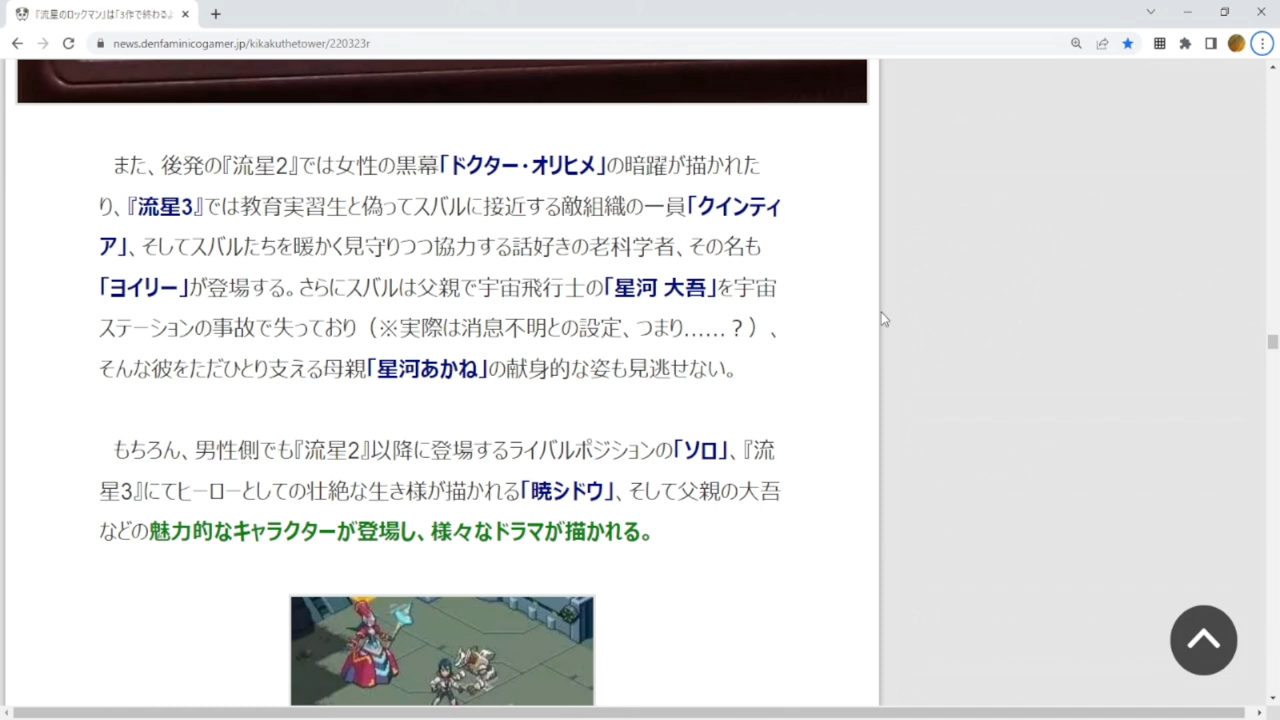 『流星のロックマン』は「3作で終わるよ
news.denfaminicogamer.jp/kikakuthetower/220323r
また、後発の『流星2』では女性の黒幕「ドクター・オリヒメ」の暗躍が描かれた
り、『流星3』では教育実習生と偽ってスバルに接近する敵組織の一員「クインティ
ア」、そしてスバルたちを暖かく見守りつつ協力する話好きの老科学者、その名も
「ヨイリー」が登場する。さらにスバルは父親で宇宙飛行士の「星河 大吾」を宇宙
ステーションの事故で失っており（※実際は消息不明との設定、つまり……？）、
そんな彼をただひとり支える母親「星河あかね」の献身的な姿も見逃せない。
もちろん、男性側でも『流星2』以降に登場するライバルポジションの「ソロ」、『流
星3』にてヒーローとしての壮絶な生き様が描かれる「暁シドウ」、そして父親の大吾
などの魅力的なキャラクターが登場し、様々なドラマが描かれる。